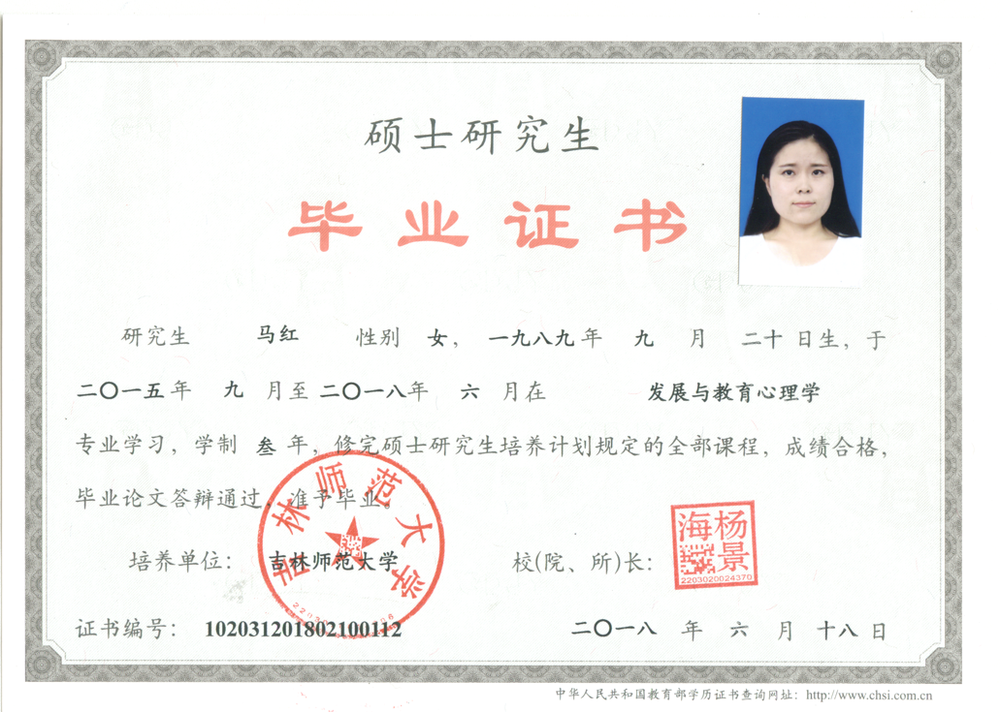 硕士研究生
毕业证书
研究生 马红 性别 女， 一九八九 年 九 月 二十 日生，于
二〇一五 年 九 月至 二〇一八年 六 月在 发展与教育心理学
专业学习，学制 叁 年，修完硕士研究生培养计划规定的全部课程，成绩合格，
毕业论文答辩通过，准予毕业。
吉林师范大学
培养单位： 吉林师范大学 校(院、所)长：
杨景海
2203020024370
证书编号： 102031201802100112 二〇一八 年 六 月 十八 日
中华人民共和国教育部学历证书查询网址：http://www.chsi.com.cn